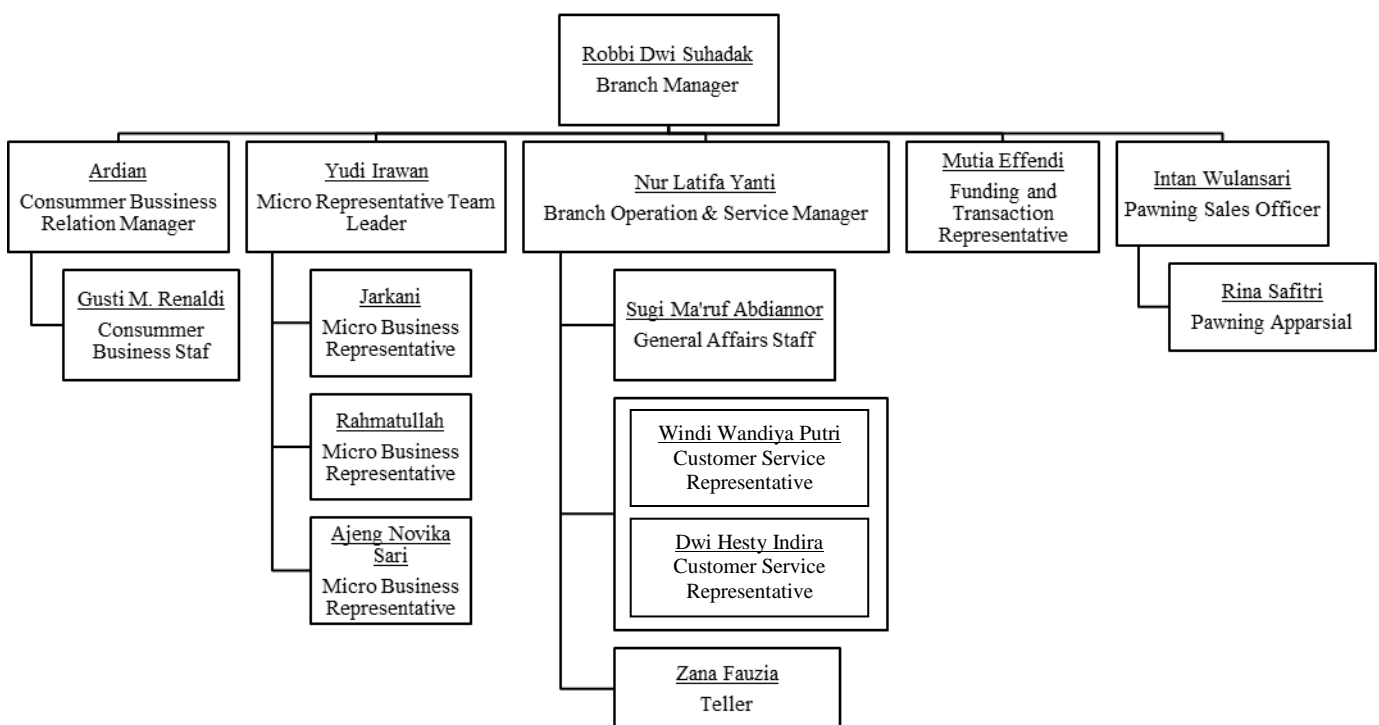 Robbi Dwi Suhadak
Branch Manager
Ardian
Consummer Bussiness
Relation Manager
Yudi Irawan
Micro Representative Team
Leader
Nur Latifa Yanti
Branch Operation & Service Manager
Mutia Effendi
Funding and
Transaction
Representative
Intan Wulansari
Pawning Sales Officer
Gusti M. Renaldi
Consummer
Business Staf
Jarkani
Micro Business
Representative
Rahmatullah
Micro Business
Representative
Ajeng Novika
Sari
Micro Business
Representative
Sugi Ma'ruf Abdiannor
General Affairs Staff
Windi Wandiya Putri
Customer Service
Representative
Dwi Hesty Indira
Customer Service
Representative
Zana Fauzia
Teller
Rina Safitri
Pawning Apparsial